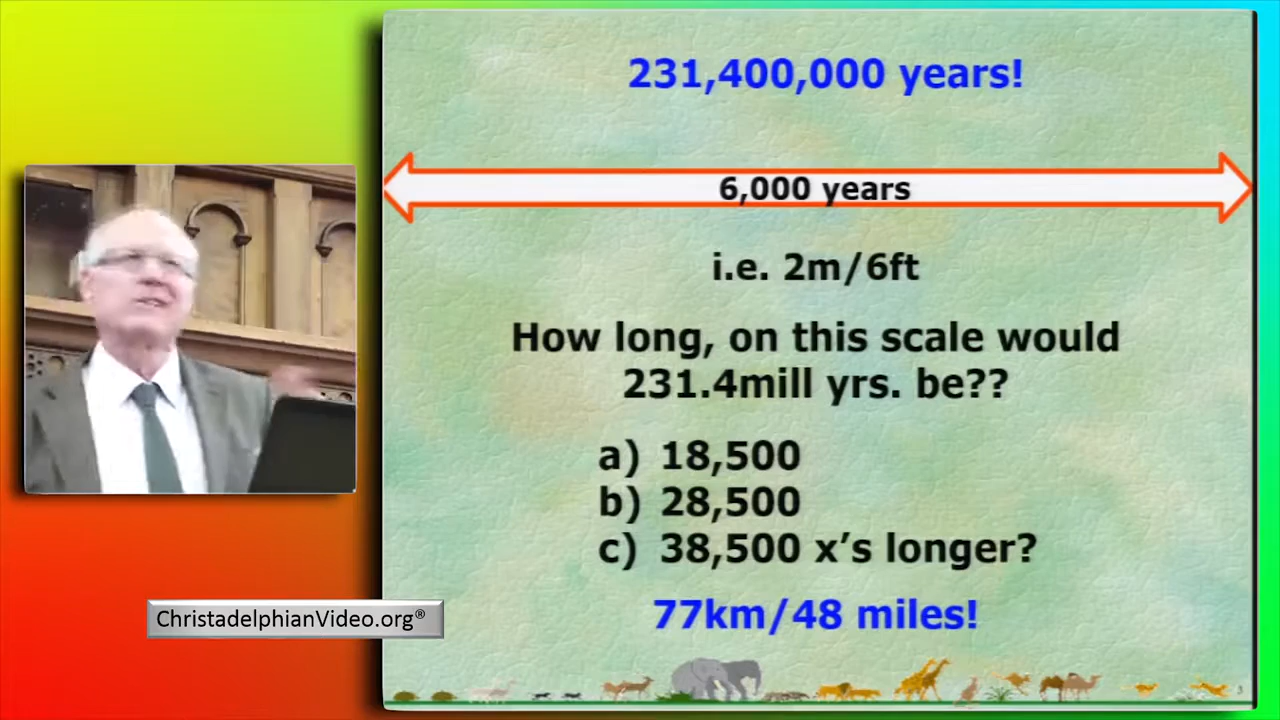 231,400,000 years!
6,000 years
i.e. 2m/6ft
How long, on this scale would
231.4mill yrs. be??
a) 18,500
b) 28,500
c) 38,500 x’s longer?
77km/48 miles!
ChristadelphianVideo.org®
3